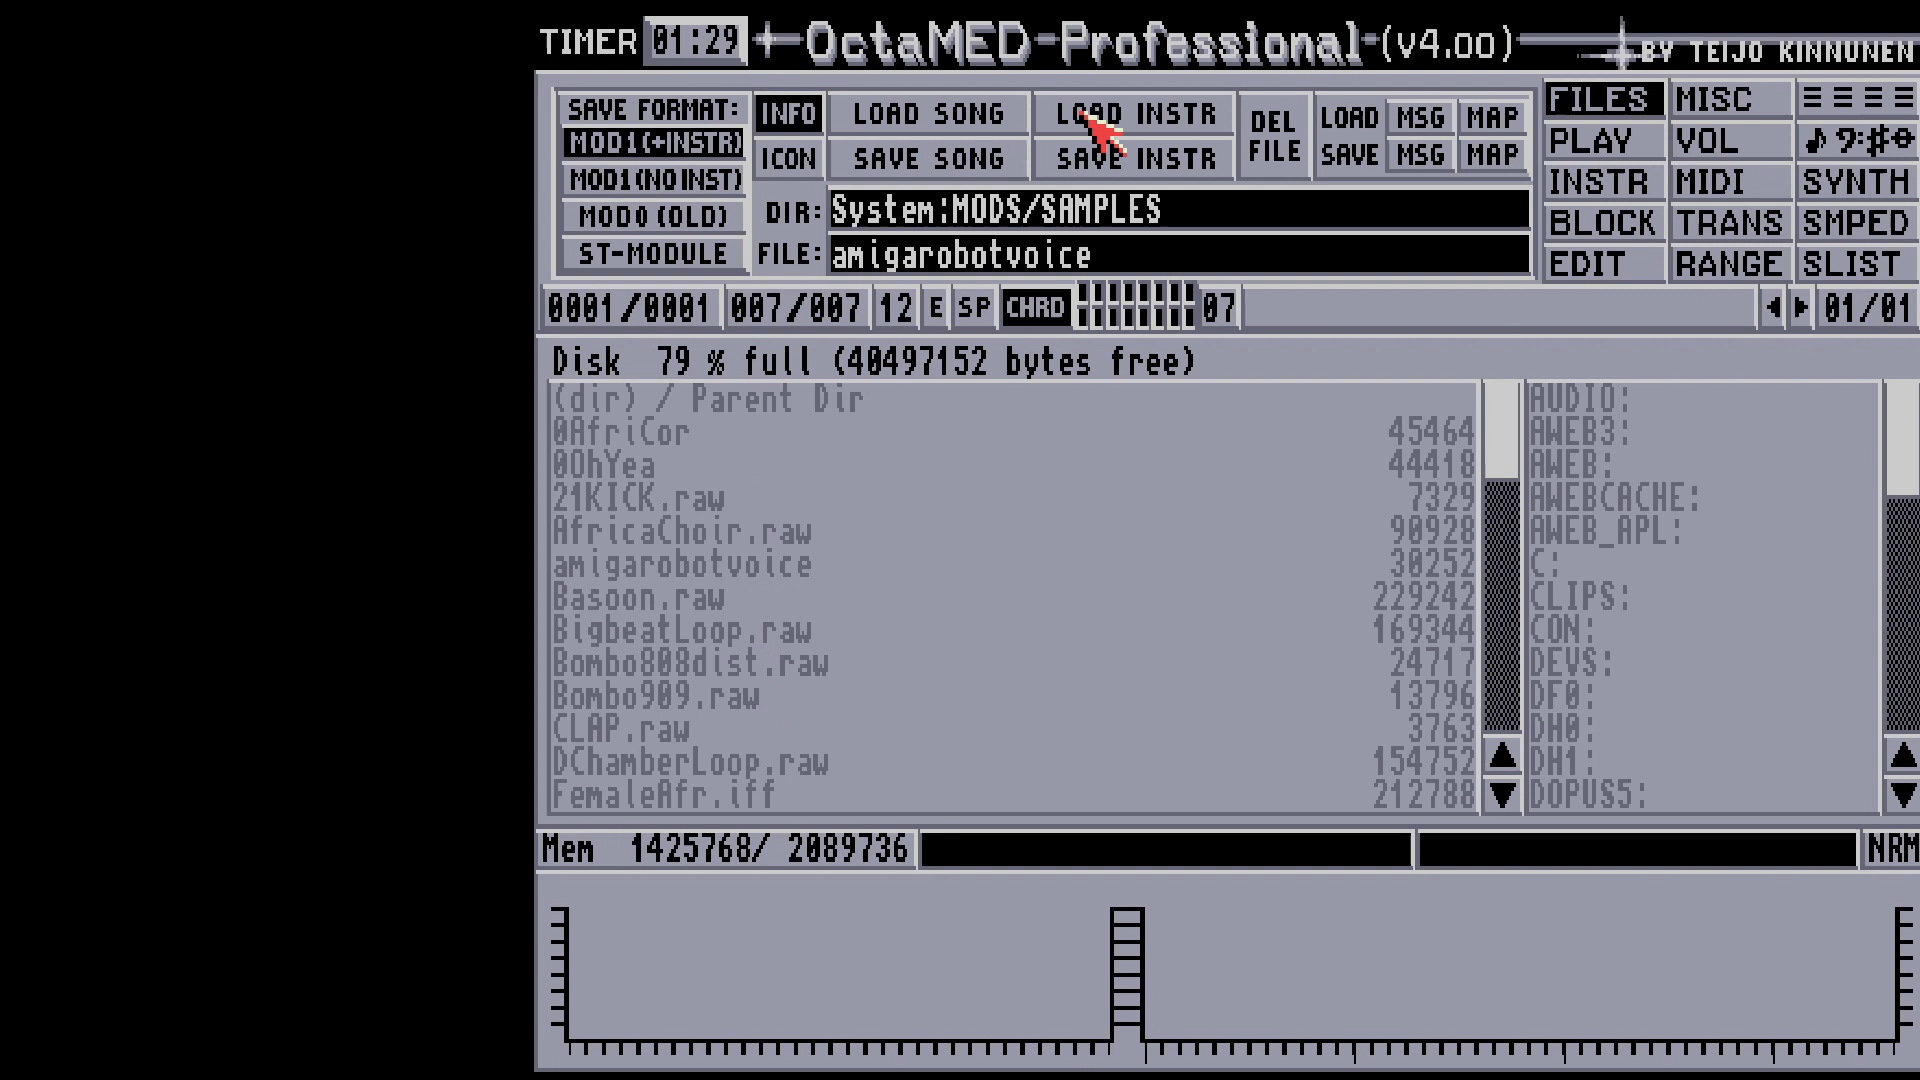 TIMER 01:29 OctaMED-Professional-(v4.00) BY TEIJO KINNUNEN
SAVE FORMAT: INFO LOAD SONG LOAD INSTR DEL FILE LOAD MSG MAP FILES MISC
MOD1(+INSTR) ICON SAVE SONG SAVE INSTR SAVE MSG MAP PLAY VOL
MOD1(NO INST) DIR: System:MODS/SAMPLES INSTR MIDI SYNTH
MOD0 (OLD) BLOCK TRANS SMPED
ST-MODULE FILE: amigarobotvoice EDIT RANGE SLIST
0001/0001 007/007 12 E SP CHRD 07 01/01
Disk 79 % full (40497152 bytes free)
(dir) / Parent Dir AUDIO:
0AfriCor 45464 AWEB3:
0OhYea 44418 AWEB:
21KICK.raw 7329 AWEBCACHE:
AfricaChoir.raw 90928 AWEB_APL:
amigarobotvoice 30252 C:
Basoon.raw 229242 CLIPS:
BigbeatLoop.raw 169344 CON:
Bombo808dist.raw 24717 DEVS:
Bombo909.raw 13796 DF0:
CLAP.raw 3763 DH0:
DChamberLoop.raw 154752 DH1:
FemaleAfr.iff 212788 DOPUS5:
Mem 1425768/ 2089736 NRM